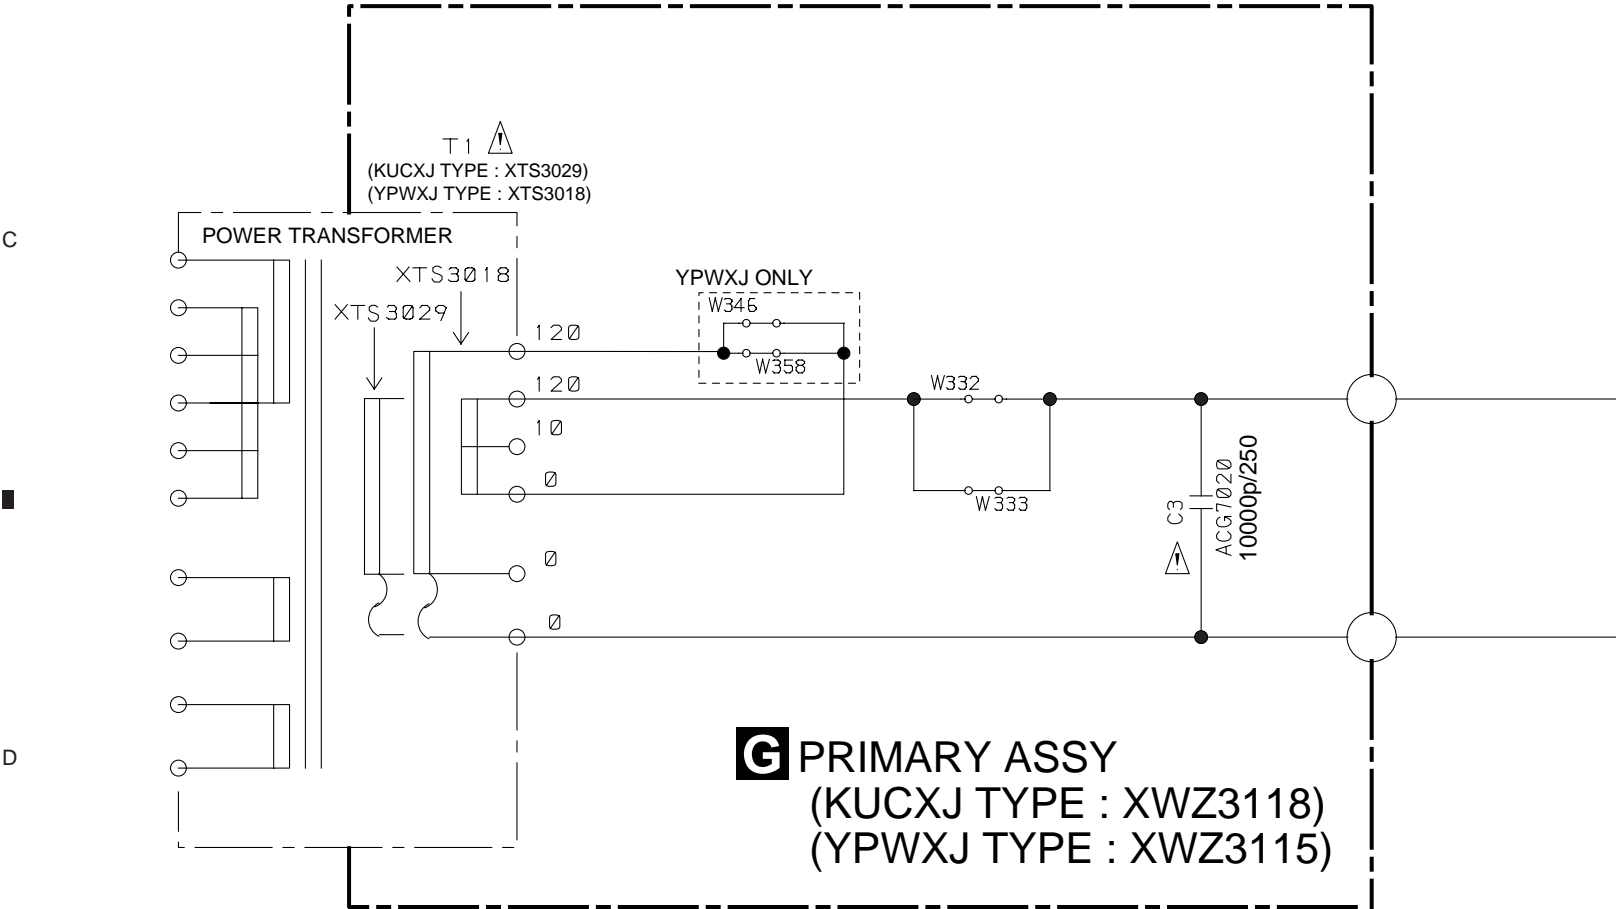 T1
(KUCXJ TYPE : XTS3029)
(YPWXJ TYPE : XTS3018)
C
POWER TRANSFORMER
XTS3018
XTS3029
YPWXJ ONLY
W346
W358
120
120
10
0
0
0
W332
W333
C3
ACG7020
10000p/250
D
G PRIMARY ASSY
(KUCXJ TYPE : XWZ3118)
(YPWXJ TYPE : XWZ3115)